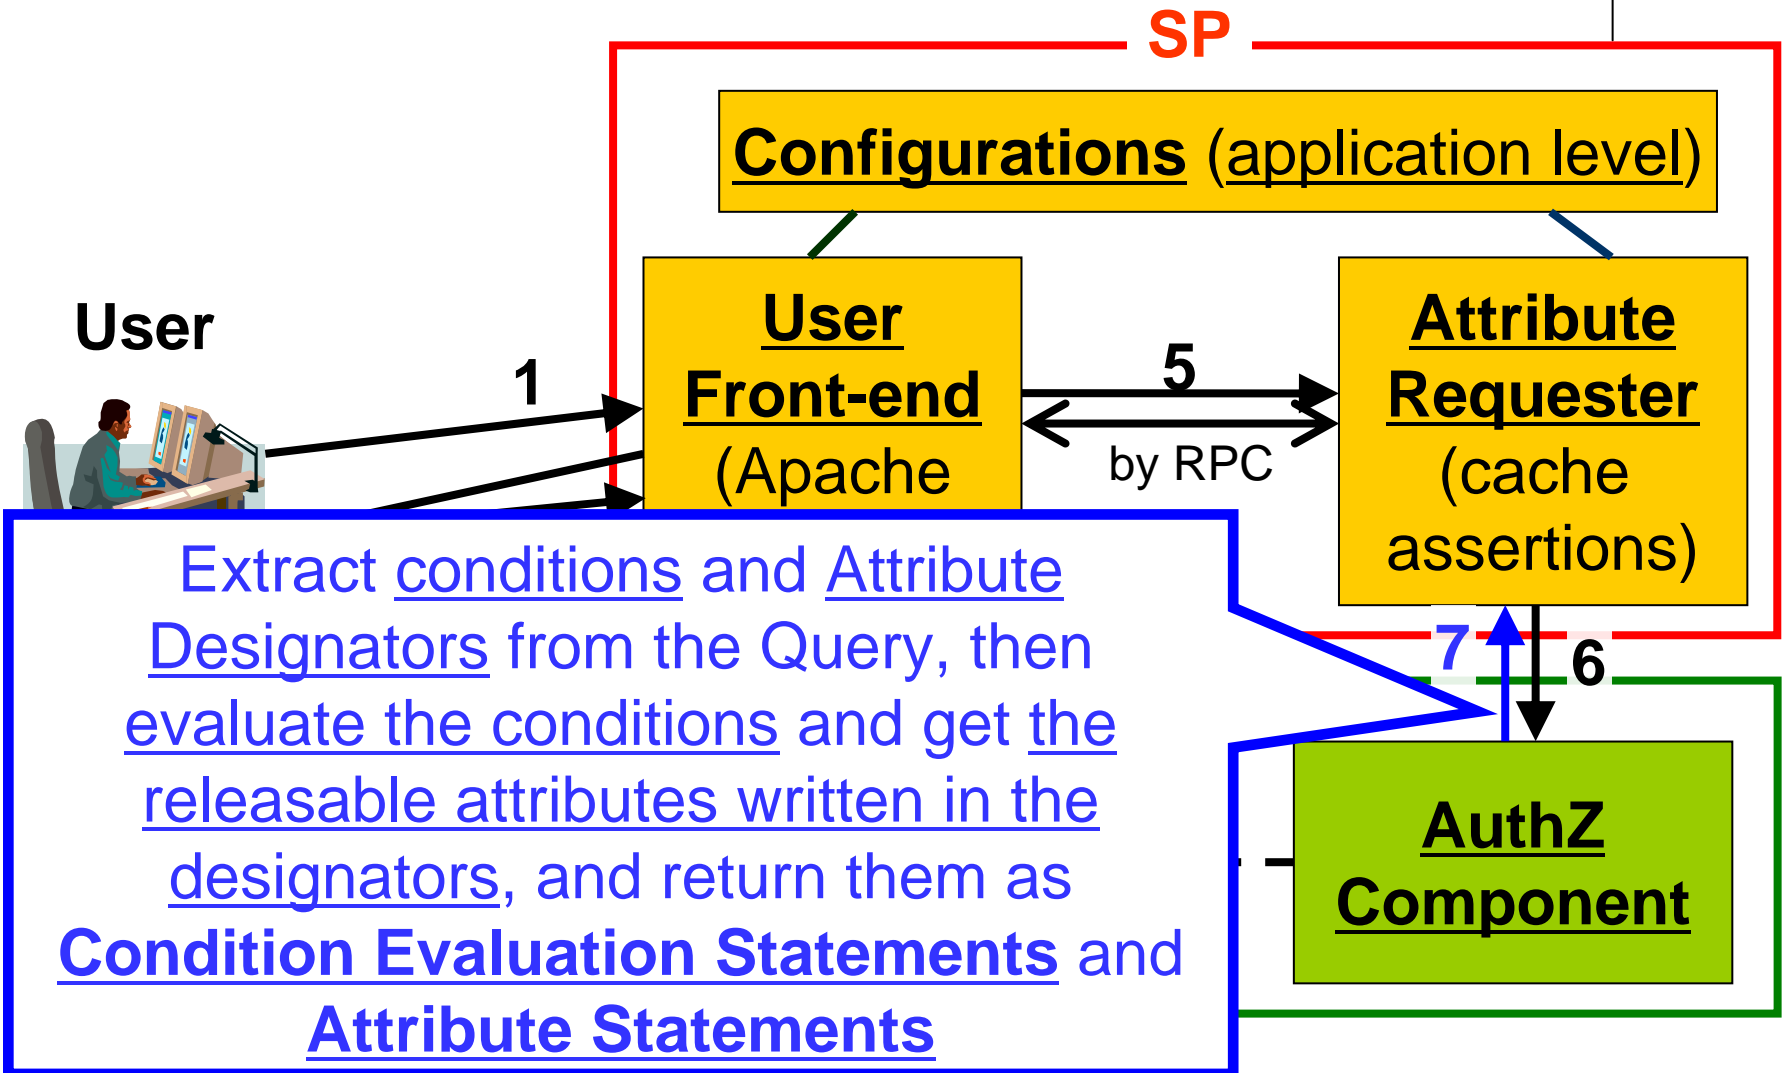 SP
Configurations (application level)
User
1
User
Front-end
(Apache
5
by RPC
Attribute
Requester
(cache
assertions)
7
6
Extract conditions and Attribute
Designators from the Query, then
evaluate the conditions and get the
releasable attributes written in the
designators, and return them as
Condition Evaluation Statements and
Attribute Statements
AuthZ
Component